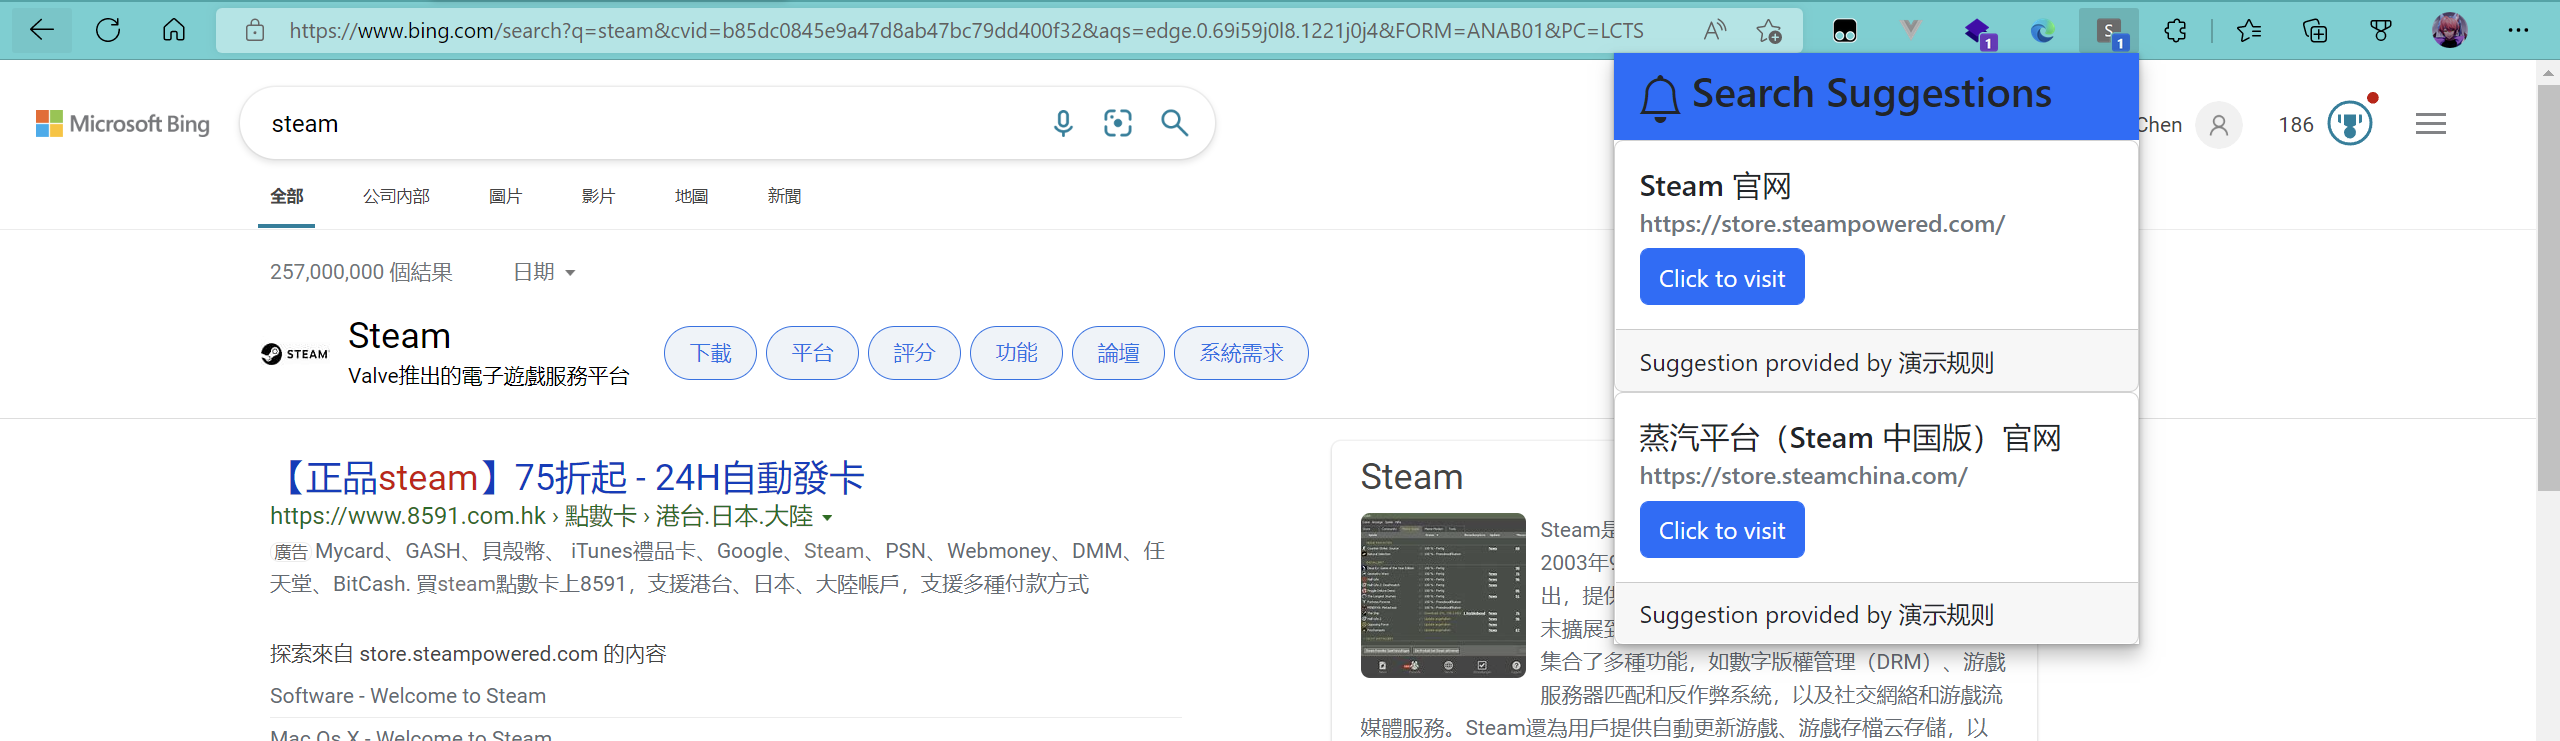 https://www.bing.com/search?q=steam&cvid=b85dc0845e9a47d8ab47bc79dd400f32&aqs=edge.0.69i59j0l8.1221j0j4&FORM=ANAB01&PC=LCTS
1
S
1
Microsoft Bing
steam
Chen
186
全部
公司內部
圖片
影片
地圖
新聞
257,000,000 個結果
日期
STEAM
Steam
Valve推出的電子遊戲服務平台
下載
平台
評分
功能
論壇
系統需求
【正品steam】75折起 - 24H自動發卡
https://www.8591.com.hk › 點數卡 › 港台.日本.大陸
廣告 Mycard、GASH、貝殼幣、 iTunes禮品卡、Google、Steam、PSN、Webmoney、DMM、任
天堂、BitCash. 買steam點數卡上8591，支援港台、日本、大陸帳戶，支援多種付款方式
探索來自 store.steampowered.com 的內容
Software - Welcome to Steam
Mac Os X - Welcome to Steam
Steam
Steam是
2003年9
出，提供
末擴展到
集合了多種功能，如數字版權管理（DRM）、游戲
服務器匹配和反作弊系統，以及社交網絡和游戲流
媒體服務。Steam還為用戶提供自動更新游戲、游戲存檔云存儲，以
Search Suggestions
Steam 官网
https://store.steampowered.com/
Click to visit
Suggestion provided by 演示规则
蒸汽平台（Steam 中国版）官网
https://store.steamchina.com/
Click to visit
Suggestion provided by 演示规则